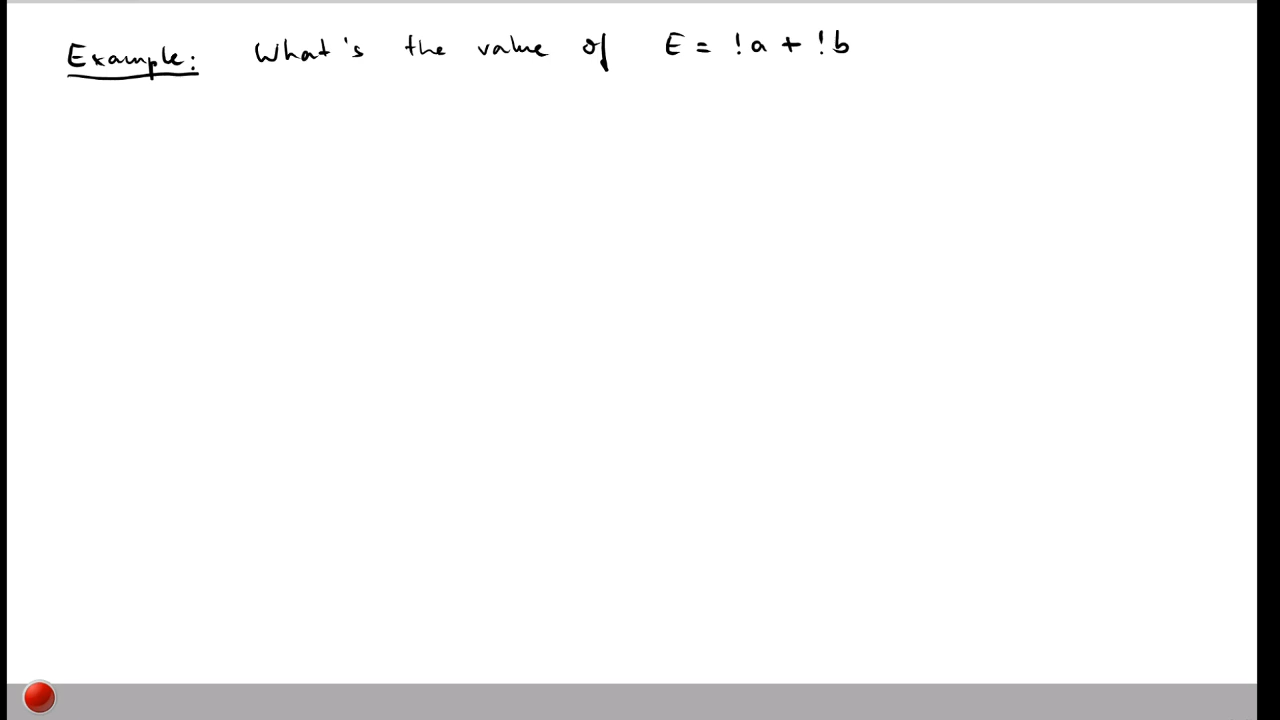 Example: What's the value of E = !a + !b